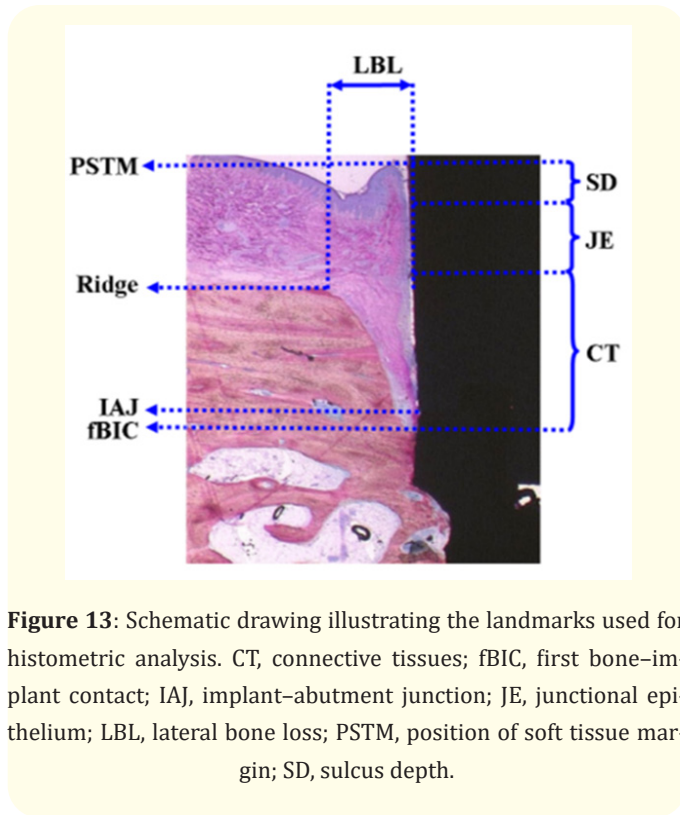 LBL
PSTM
SD
JE
Ridge
CT
IAJ
fBIC
Figure 13: Schematic drawing illustrating the landmarks used for
histometric analysis. CT, connective tissues; fBIC, first bone–im-
plant contact; IAJ, implant–abutment junction; JE, junctional epi-
thelium; LBL, lateral bone loss; PSTM, position of soft tissue mar-
gin; SD, sulcus depth.